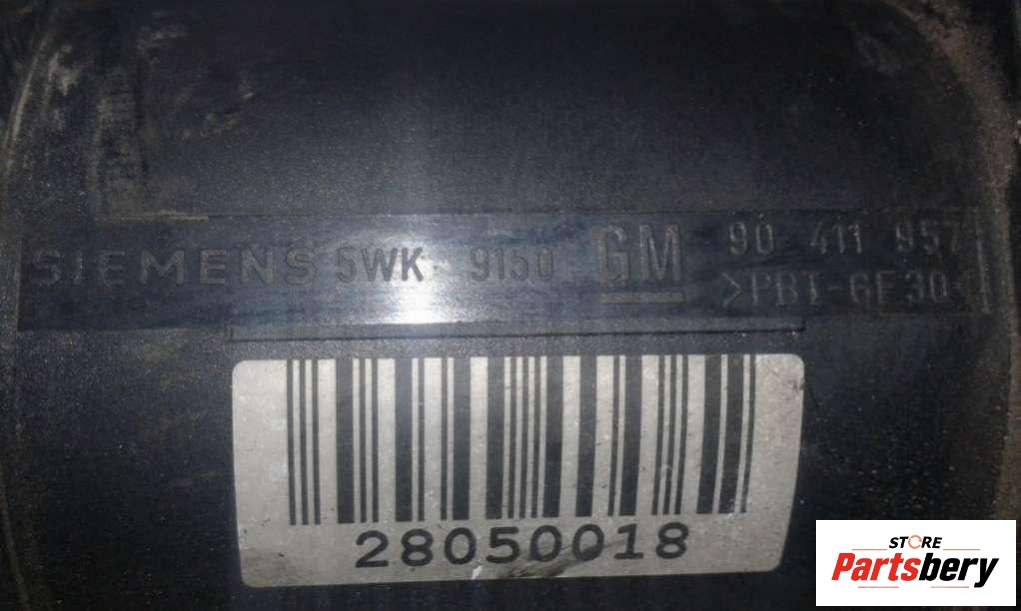 SIEMENS 5WK 9150 GM 90 411 957
>PBT-GF30<
28050018
STORE
Partsbery